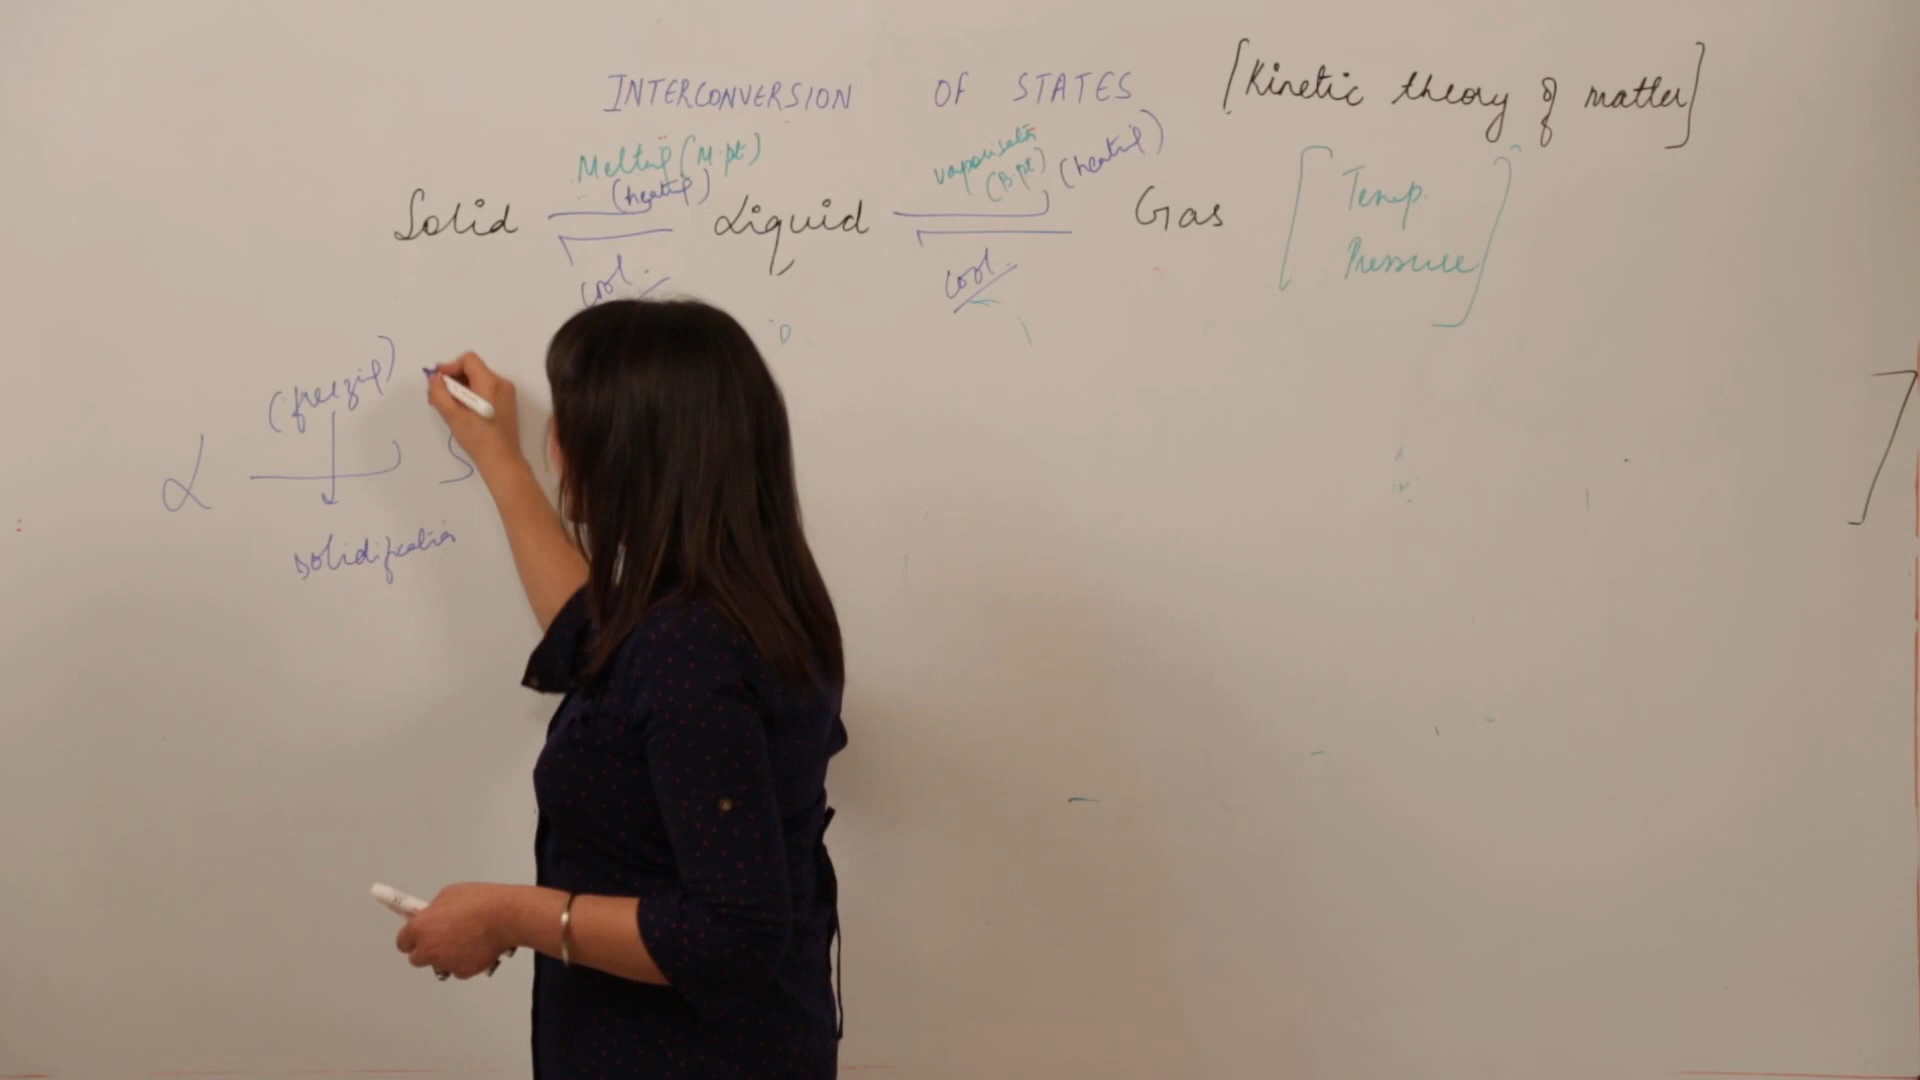 INTERCONVERSION OF STATES [Kinetic theory of matter]
Melting (M.pt) vaporisation (B.pt) (heating)
(heating)
Solid Liquid Gas [Temp. Pressure]
cool. cool.
(freezing)
L S
solidification